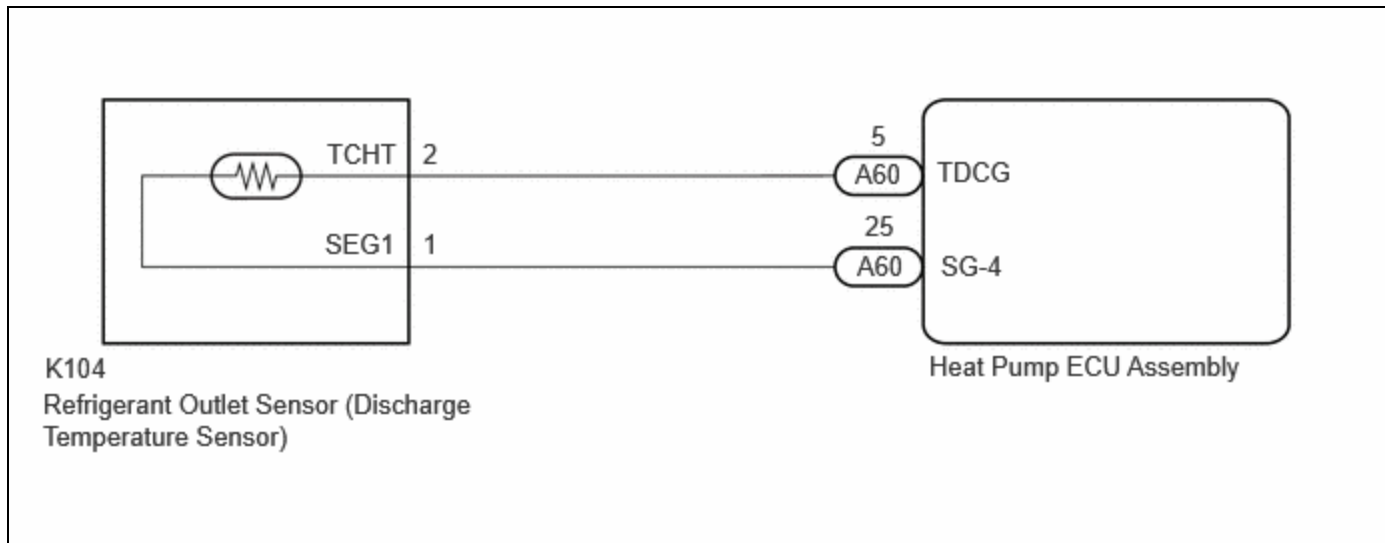 TCHT 2
5
A60 TDCG
SEG1 1
25
A60 SG-4
K104
Refrigerant Outlet Sensor (Discharge
Temperature Sensor)
Heat Pump ECU Assembly